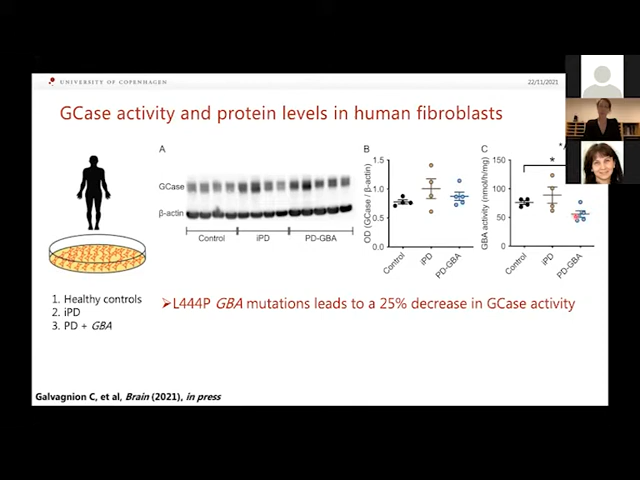 UNIVERSITY OF COPENHAGEN
22/11/2021
GCase activity and protein levels in human fibroblasts
A
GCase
β-actin
Control
iPD
PD-GBA
B
OD (GCase / β-actin)
1.5
1.0
0.5
0.0
Control
iPD
PD-GBA
C
GBA activity (nmol/h/mg)
150
100
50
0
*
*
Control
iPD
PD-GBA
1. Healthy controls
2. iPD
3. PD + GBA
➢L444P GBA mutations leads to a 25% decrease in GCase activity
Galvagnion C, et al, Brain (2021), in press